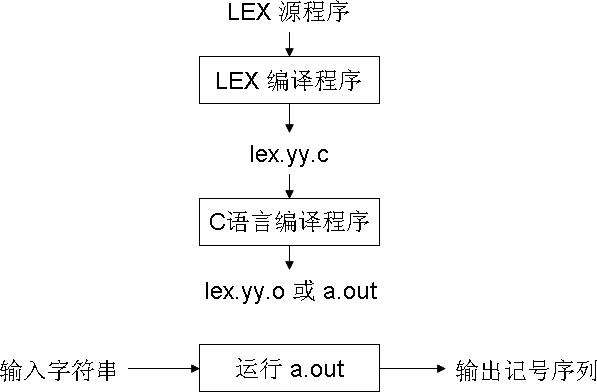 LEX 源程序
LEX 编译程序
lex.yy.c
C语言编译程序
lex.yy.o 或 a.out
输入字符串
运行 a.out
输出记号序列